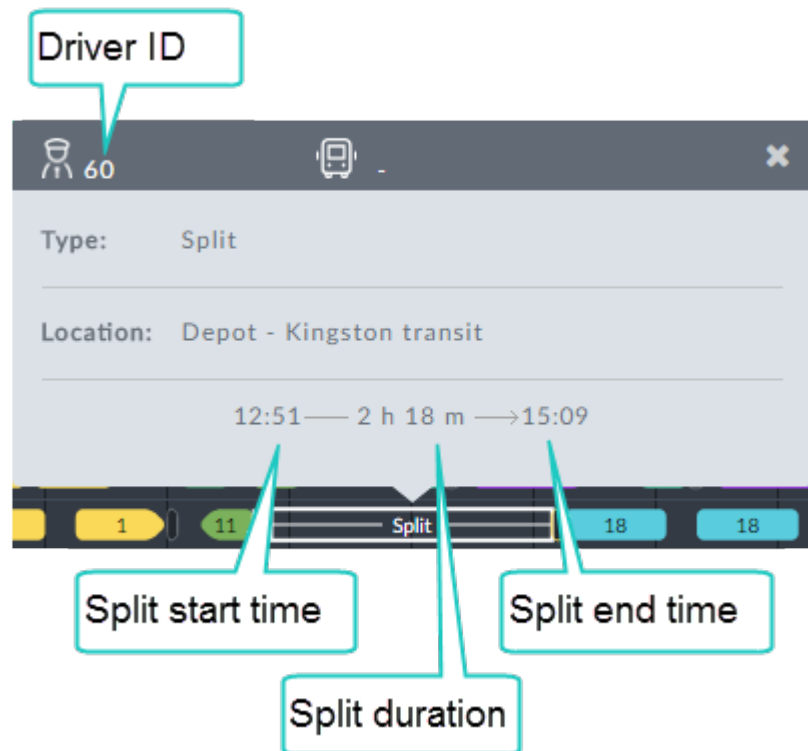 Driver ID
60 -
Type: Split
Location: Depot - Kingston transit
12:51 2 h 18 m 15:09
1 11 Split 18 18
Split start time
Split end time
Split duration